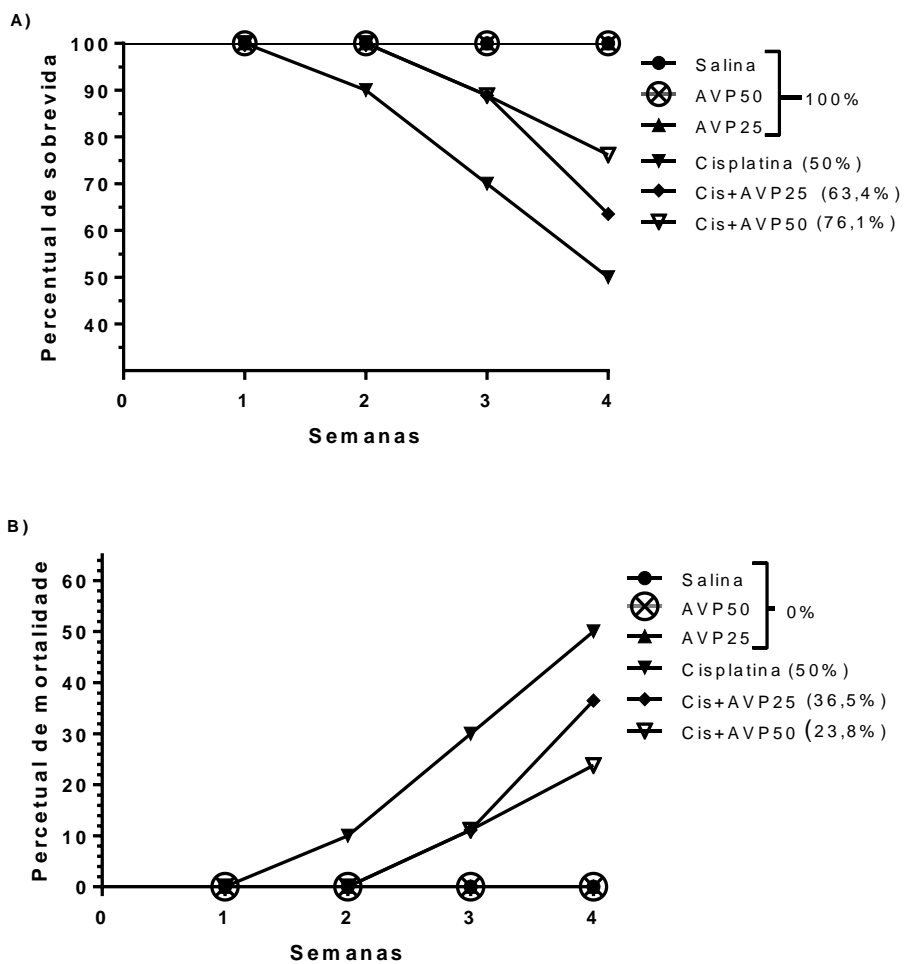 A)
Percentual de sobrevida
100
90
80
70
60
50
40
0
1
2
3
4
Semanas
Salina
AVP50
AVP25
100%
Cisplatina (50%)
Cis+AVP25 (63,4%)
Cis+AVP50 (76,1%)
B)
Percetual de mortalidade
60
50
40
30
20
10
0
0
1
2
3
4
Semanas
Salina
AVP50
AVP25
0%
Cisplatina (50%)
Cis+AVP25 (36,5%)
Cis+AVP50 (23,8%)